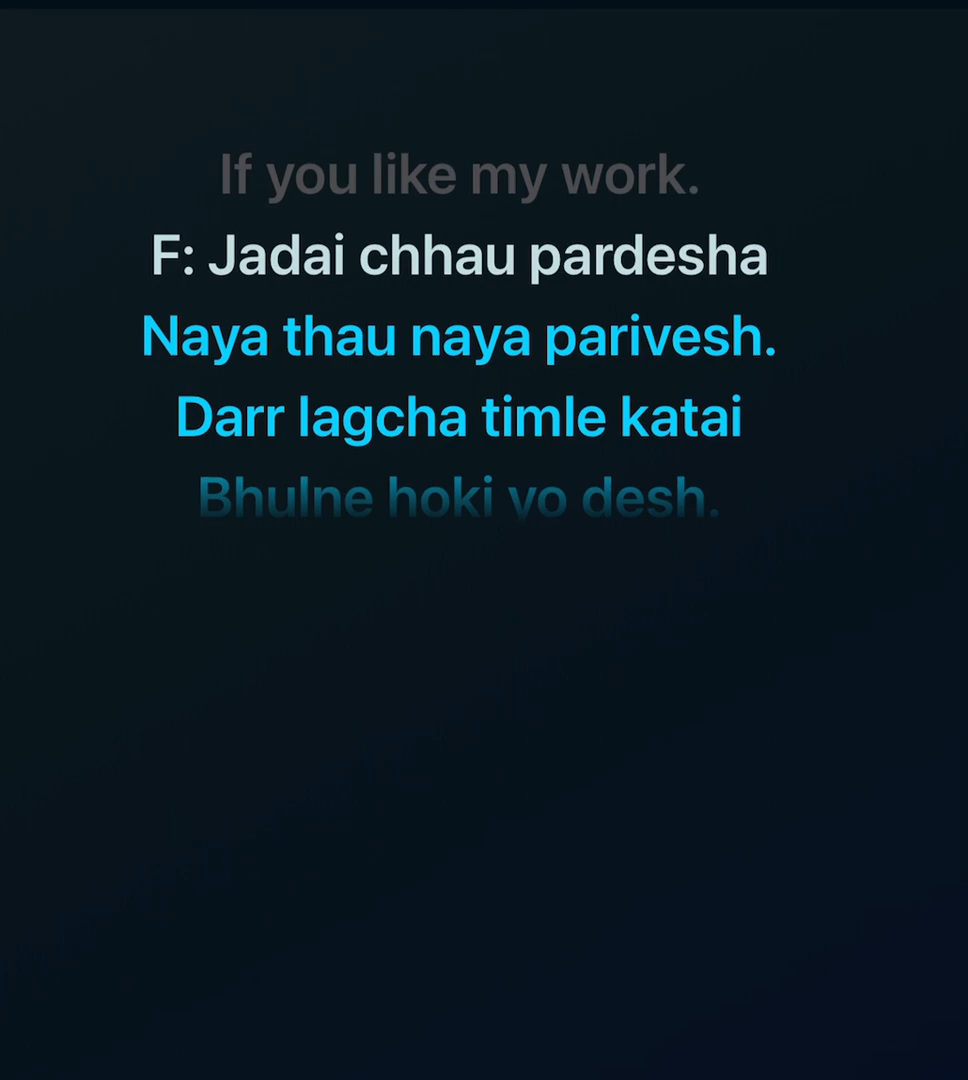 If you like my work.
F: Jadai chhau pardesha
Naya thau naya parivesh.
Darr lagcha timle katai
Bhulne hoki yo desh.